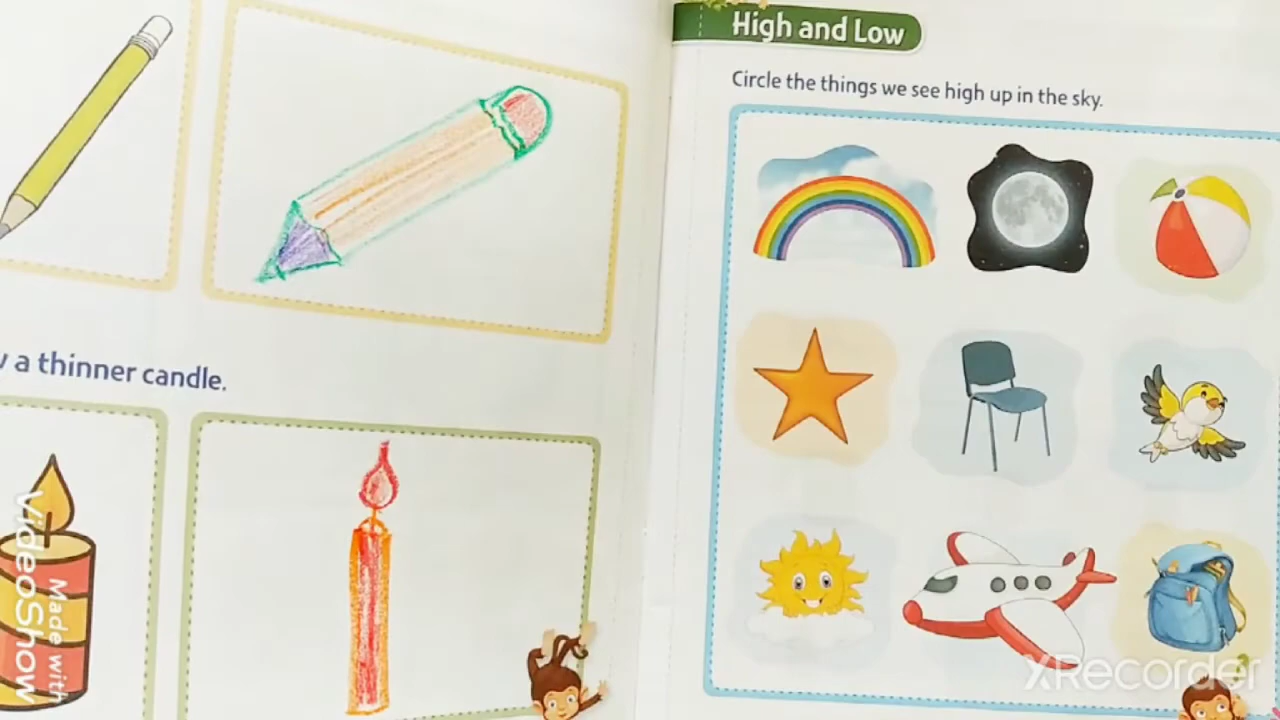 a thinner candle.
High and Low
Circle the things we see high up in the sky.
Made with
VideoShow
XRecorder